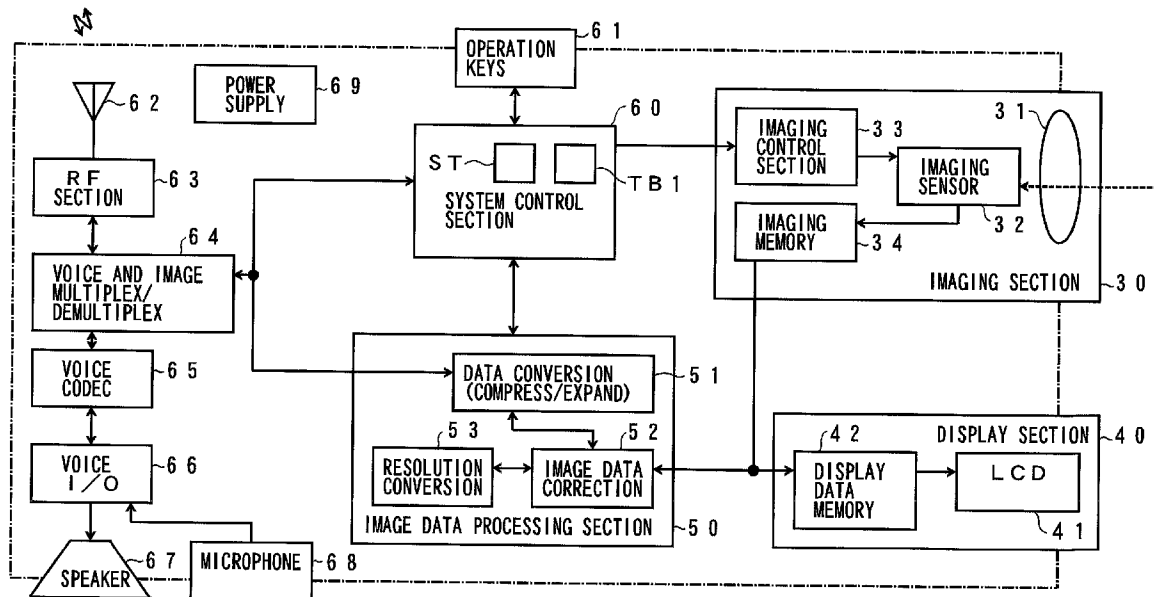 OPERATION
KEYS
61
POWER
SUPPLY
69
62
RF
SECTION
63
60
ST
TB1
SYSTEM CONTROL
SECTION
IMAGING
CONTROL
SECTION
33
31
IMAGING
SENSOR
32
IMAGING
MEMORY
34
IMAGING SECTION
30
64
VOICE AND IMAGE
MULTIPLEX/
DEMULTIPLEX
VOICE
CODEC
65
DATA CONVERSION
(COMPRESS/EXPAND)
51
53
52
RESOLUTION
CONVERSION
IMAGE DATA
CORRECTION
IMAGE DATA PROCESSING SECTION
50
42
DISPLAY SECTION
40
DISPLAY
DATA
MEMORY
LCD
41
VOICE
I/O
66
SPEAKER
67
MICROPHONE
68